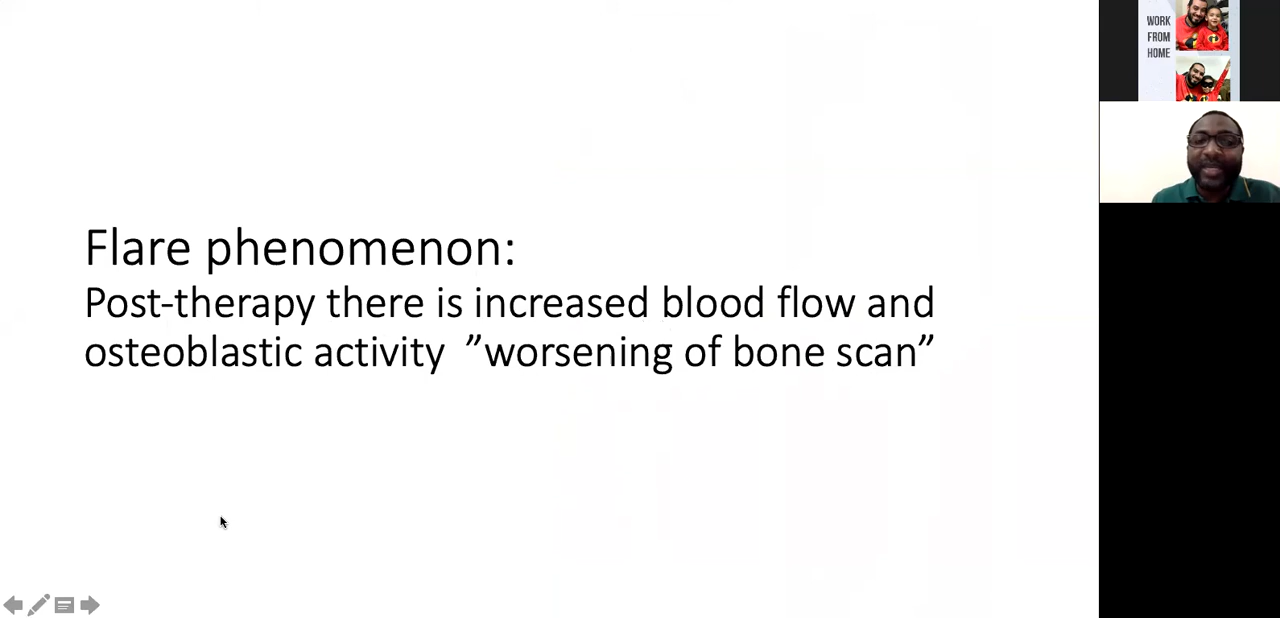 Flare phenomenon:
Post-therapy there is increased blood flow and
osteoblastic activity ”worsening of bone scan”
WORK
FROM
HOME